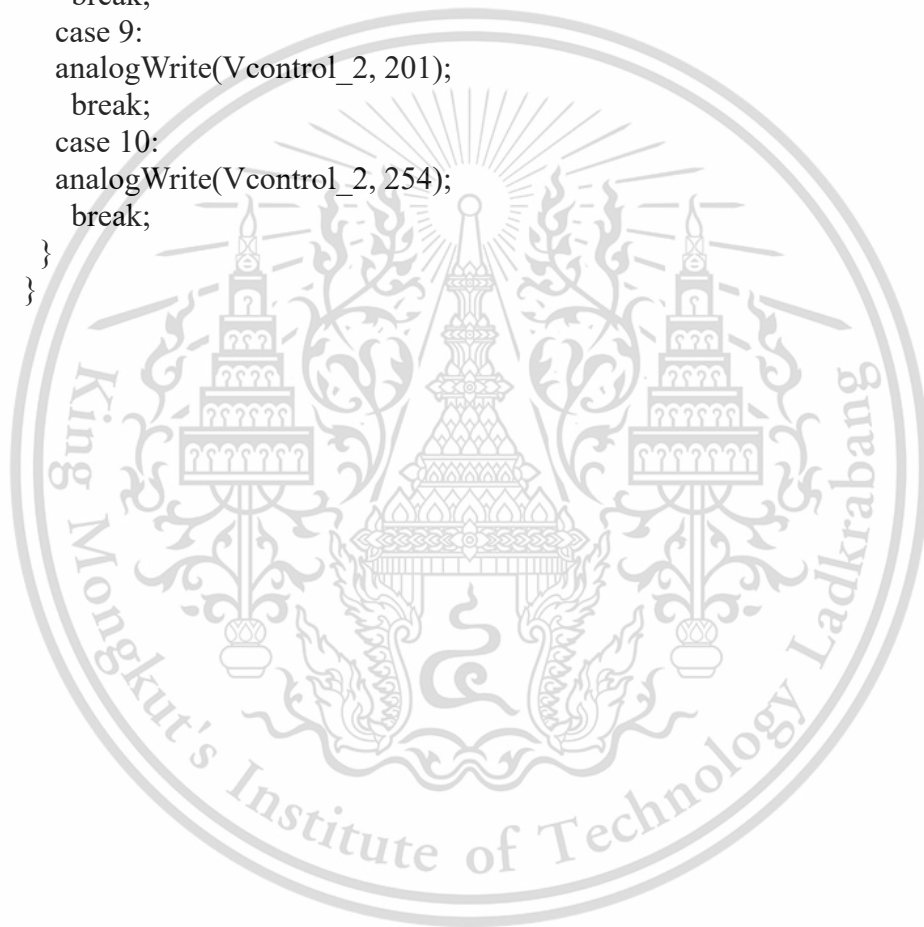 break;
case 9:
analogWrite(Vcontrol_2, 201);
break;
case 10:
analogWrite(Vcontrol_2, 254);
break;
}
}
King Mongkut's Institute of Technology Ladkrabang